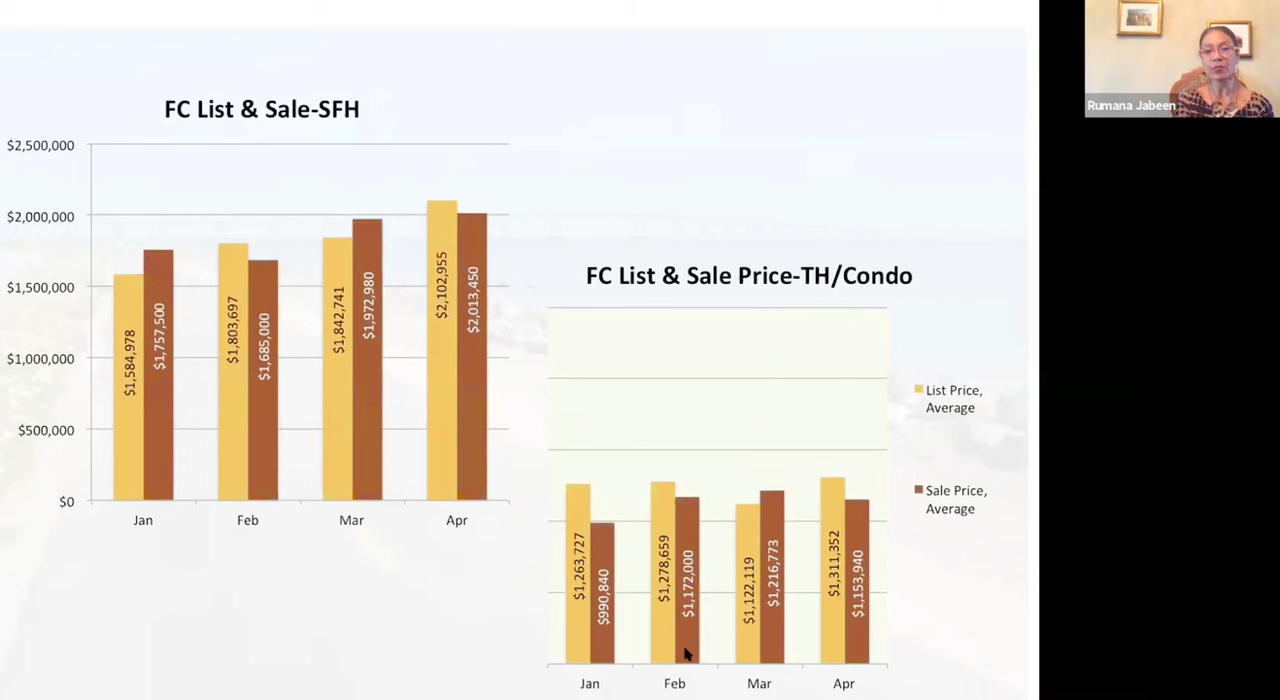 Rumana Jabeen
FC List & Sale-SFH
$2,500,000
$2,000,000
$1,500,000
$1,000,000
$500,000
$0
$1,584,978
$1,757,500
$1,803,697
$1,685,000
$1,842,741
$1,972,980
$2,102,955
$2,013,450
Jan
Feb
Mar
Apr
FC List & Sale Price-TH/Condo
$1,263,727
$990,840
$1,278,659
$1,172,000
$1,122,119
$1,216,773
$1,311,352
$1,153,940
Jan
Feb
Mar
Apr
List Price,
Average
Sale Price,
Average